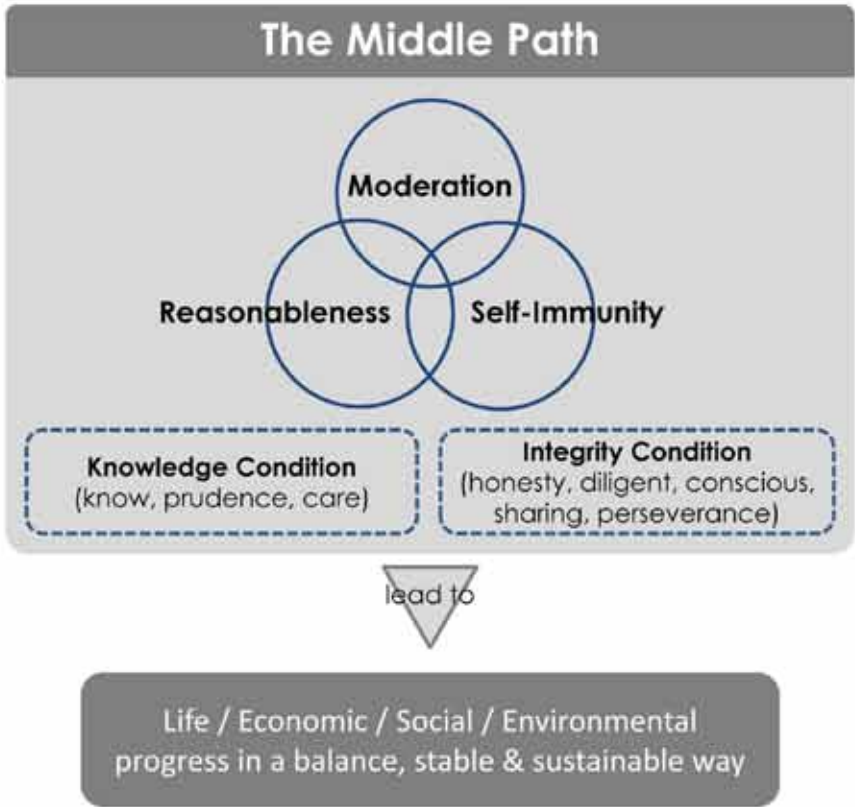 The Middle Path
Moderation
Reasonableness
Self-Immunity
Knowledge Condition
(know, prudence, care)
Integrity Condition
(honesty, diligent, conscious,
sharing, perseverance)
lead to
Life / Economic / Social / Environmental
progress in a balance, stable & sustainable way